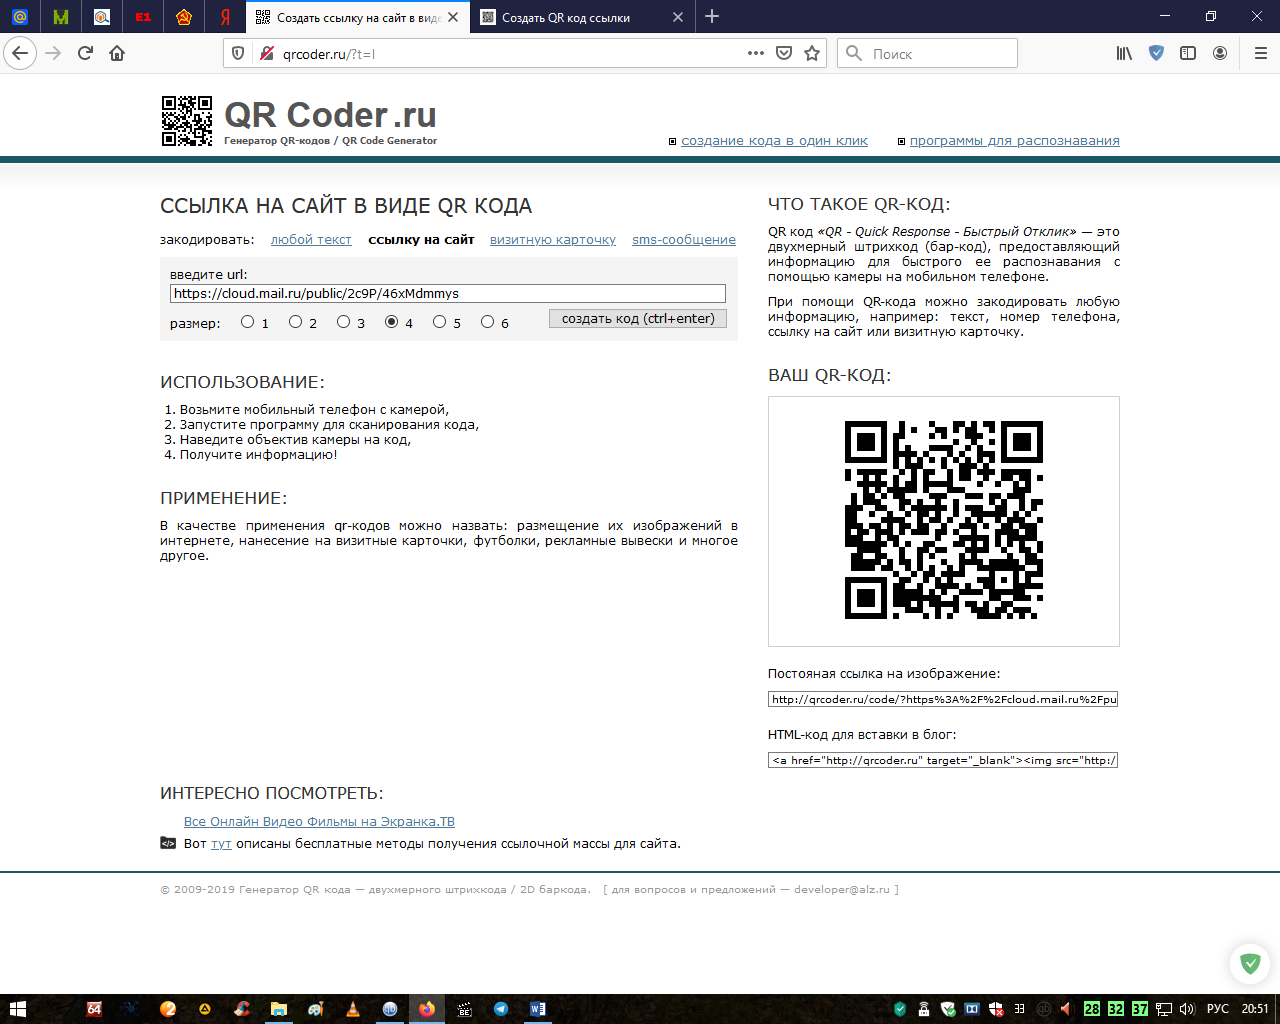 E1
Я
Создать ссылку на сайт в виде
Создать QR код ссылки
qrcoder.ru/?t=l
Поиск
QR Coder.ru
Генератор QR-кодов / QR Code Generator
создание кода в один клик
программы для распознавания
ССЫЛКА НА САЙТ В ВИДЕ QR КОДА
закодировать: любой текст ссылку на сайт визитную карточку sms-сообщение
введите url:
https://cloud.mail.ru/public/2c9P/46xMdmmys
размер: 1 2 3 4 5 6 создать код (ctrl+enter)
ИСПОЛЬЗОВАНИЕ:
1. Возьмите мобильный телефон с камерой,
2. Запустите программу для сканирования кода,
3. Наведите объектив камеры на код,
4. Получите информацию!
ПРИМЕНЕНИЕ:
В качестве применения qr-кодов можно назвать: размещение их изображений в
интернете, нанесение на визитные карточки, футболки, рекламные вывески и многое
другое.
ЧТО ТАКОЕ QR-КОД:
QR код «QR - Quick Response - Быстрый Отклик» — это
двухмерный штрихкод (бар-код), предоставляющий
информацию для быстрого ее распознавания с
помощью камеры на мобильном телефоне.
При помощи QR-кода можно закодировать любую
информацию, например: текст, номер телефона,
ссылку на сайт или визитную карточку.
ВАШ QR-КОД:
Постояная ссылка на изображение:
http://qrcoder.ru/code/?https%3A%2F%2Fcloud.mail.ru%2Fpu
HTML-код для вставки в блог:
<a href="http://qrcoder.ru" target="_blank"><img src="http:/
ИНТЕРЕСНО ПОСМОТРЕТЬ:
Все Онлайн Видео Фильмы на Экранка.ТВ
Вот тут описаны бесплатные методы получения ссылочной массы для сайта.
© 2009-2019 Генератор QR кода — двухмерного штрихкода / 2D баркода. [ для вопросов и предложений — developer@alz.ru ]
64
28 32 37 РУС 20:51